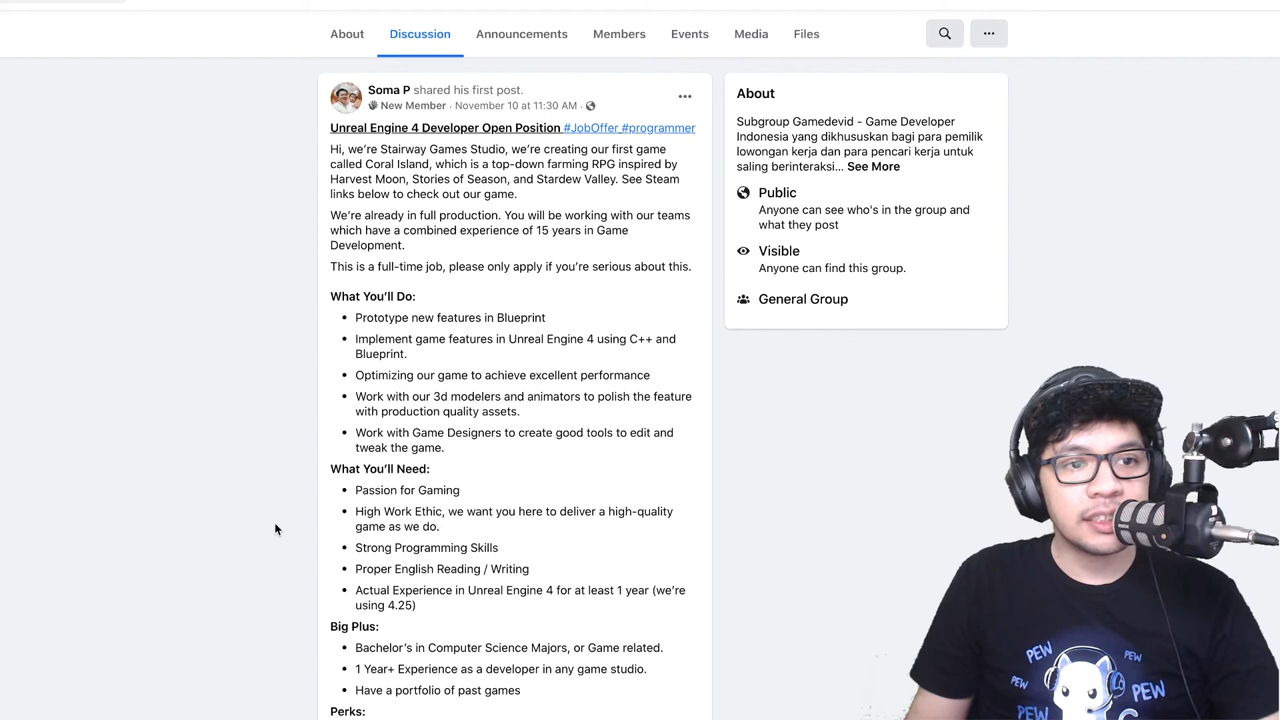 About
Discussion
Announcements
Members
Events
Media
Files
Soma P shared his first post.
New Member · November 10 at 11:30 AM ·
Unreal Engine 4 Developer Open Position #JobOffer #programmer
Hi, we’re Stairway Games Studio, we’re creating our first game
called Coral Island, which is a top-down farming RPG inspired by
Harvest Moon, Stories of Season, and Stardew Valley. See Steam
links below to check out our game.
We’re already in full production. You will be working with our teams
which have a combined experience of 15 years in Game
Development.
This is a full-time job, please only apply if you’re serious about this.
What You’ll Do:
• Prototype new features in Blueprint
• Implement game features in Unreal Engine 4 using C++ and
Blueprint.
• Optimizing our game to achieve excellent performance
• Work with our 3d modelers and animators to polish the feature
with production quality assets.
• Work with Game Designers to create good tools to edit and
tweak the game.
What You’ll Need:
• Passion for Gaming
• High Work Ethic, we want you here to deliver a high-quality
game as we do.
• Strong Programming Skills
• Proper English Reading / Writing
• Actual Experience in Unreal Engine 4 for at least 1 year (we’re
using 4.25)
Big Plus:
• Bachelor’s in Computer Science Majors, or Game related.
• 1 Year+ Experience as a developer in any game studio.
• Have a portfolio of past games
Perks:
About
Subgroup Gamedevid - Game Developer
Indonesia yang dikhususkan bagi para pemilik
lowongan kerja dan para pencari kerja untuk
saling berinteraksi... See More
Public
Anyone can see who's in the group and
what they post
Visible
Anyone can find this group.
General Group
PEW
PEW
PEW
PEW
PEW
PEW